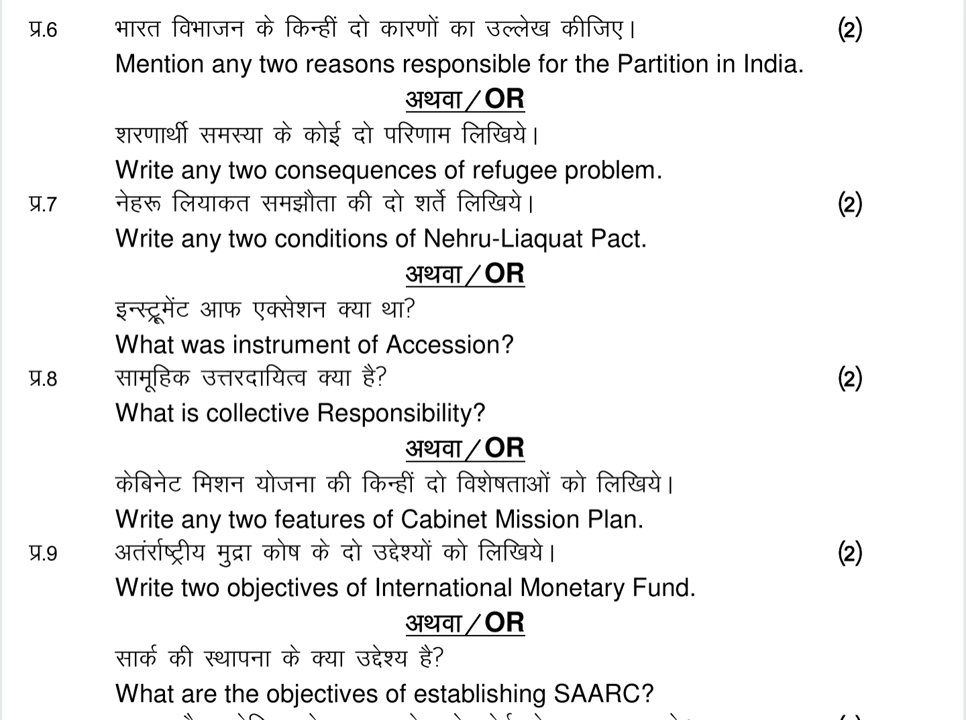 प्र.6 भारत विभाजन के किन्हीं दो कारणों का उल्लेख कीजिए। (2)
Mention any two reasons responsible for the Partition in India.
अथवा/OR
शरणार्थी समस्या के कोई दो परिणाम लिखिये।
Write any two consequences of refugee problem.
प्र.7 नेहरू लियाकत समझौता की दो शर्ते लिखिये। (2)
Write any two conditions of Nehru-Liaquat Pact.
अथवा/OR
इन्स्ट्रूमेंट आफ एक्सेशन क्या था?
What was instrument of Accession?
प्र.8 सामूहिक उत्तरदायित्व क्या है? (2)
What is collective Responsibility?
अथवा/OR
केबिनेट मिशन योजना की किन्हीं दो विशेषताओं को लिखिये।
Write any two features of Cabinet Mission Plan.
प्र.9 अतंर्राष्ट्रीय मुद्रा कोष के दो उद्देश्यों को लिखिये। (2)
Write two objectives of International Monetary Fund.
अथवा/OR
सार्क की स्थापना के क्या उद्देश्य है?
What are the objectives of establishing SAARC?